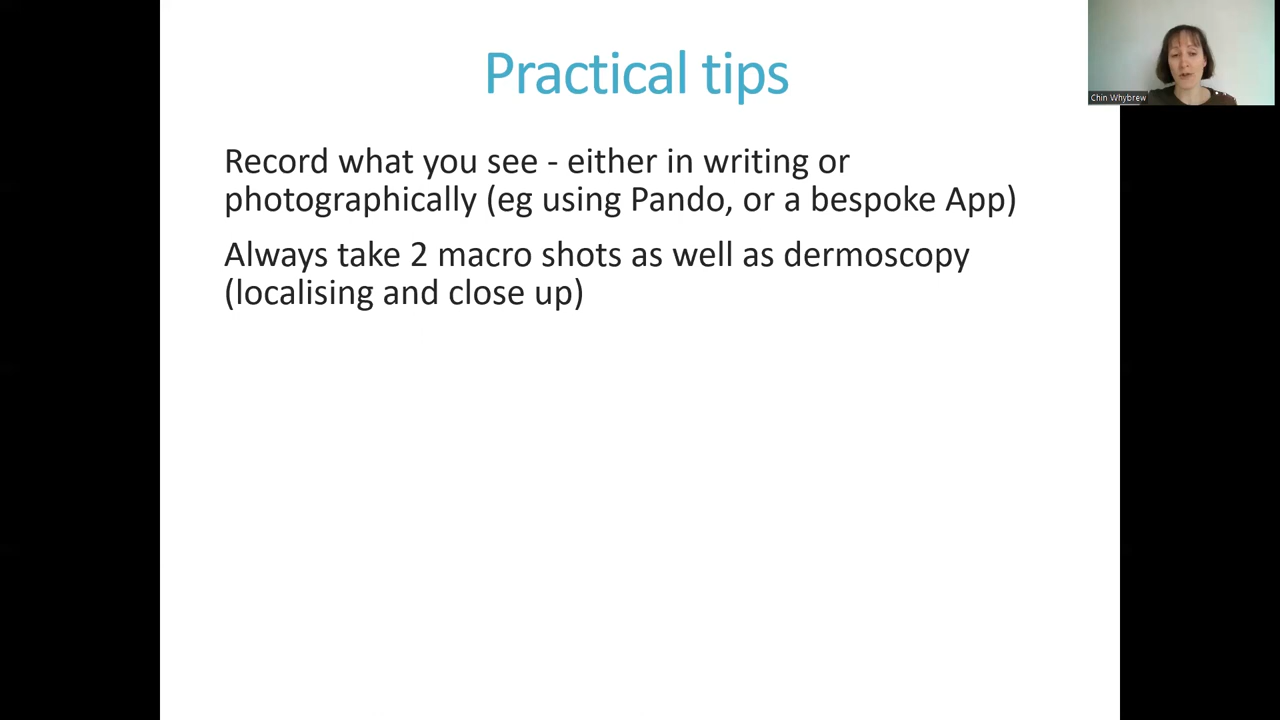 Practical tips
Chin Whybrew
Record what you see - either in writing or
photographically (eg using Pando, or a bespoke App)
Always take 2 macro shots as well as dermoscopy
(localising and close up)